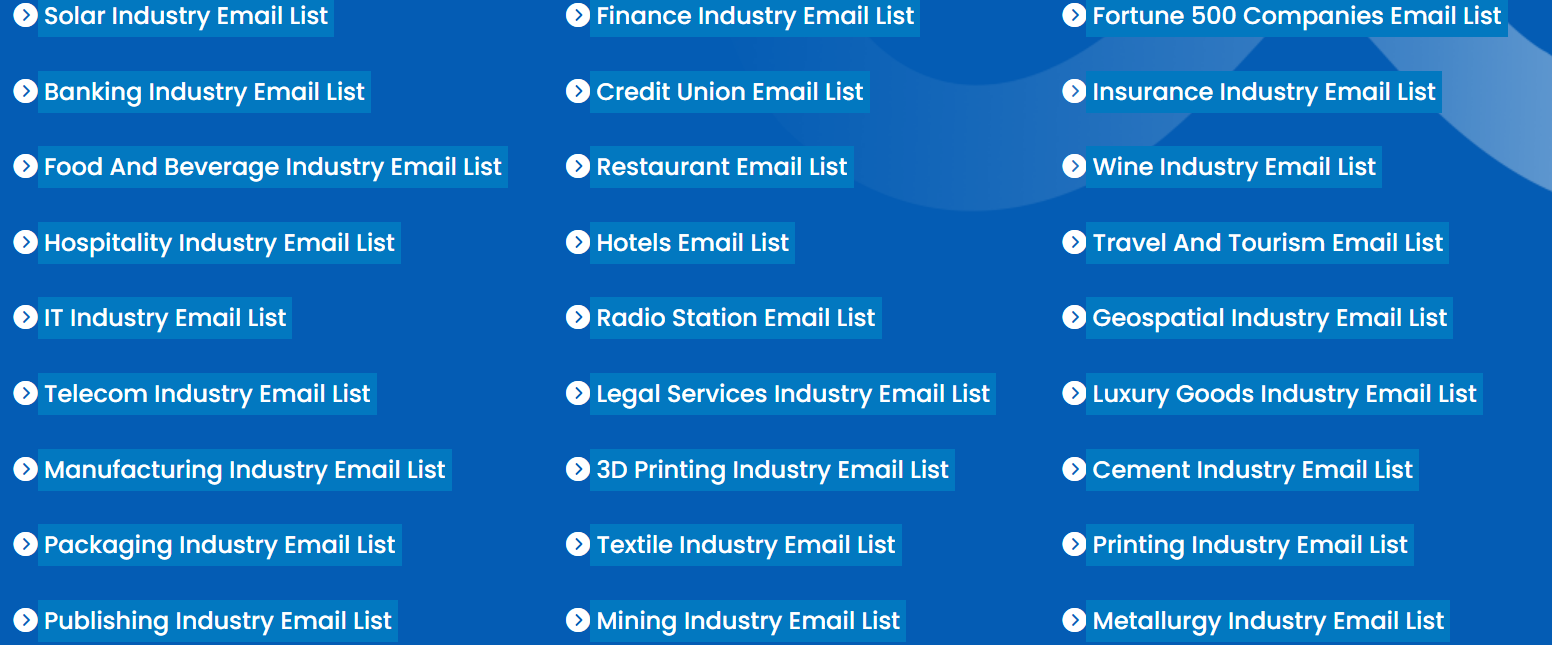 Solar Industry Email List
Finance Industry Email List
Fortune 500 Companies Email List
Banking Industry Email List
Credit Union Email List
Insurance Industry Email List
Food And Beverage Industry Email List
Restaurant Email List
Wine Industry Email List
Hospitality Industry Email List
Hotels Email List
Travel And Tourism Email List
IT Industry Email List
Radio Station Email List
Geospatial Industry Email List
Telecom Industry Email List
Legal Services Industry Email List
Luxury Goods Industry Email List
Manufacturing Industry Email List
3D Printing Industry Email List
Cement Industry Email List
Packaging Industry Email List
Textile Industry Email List
Printing Industry Email List
Publishing Industry Email List
Mining Industry Email List
Metallurgy Industry Email List